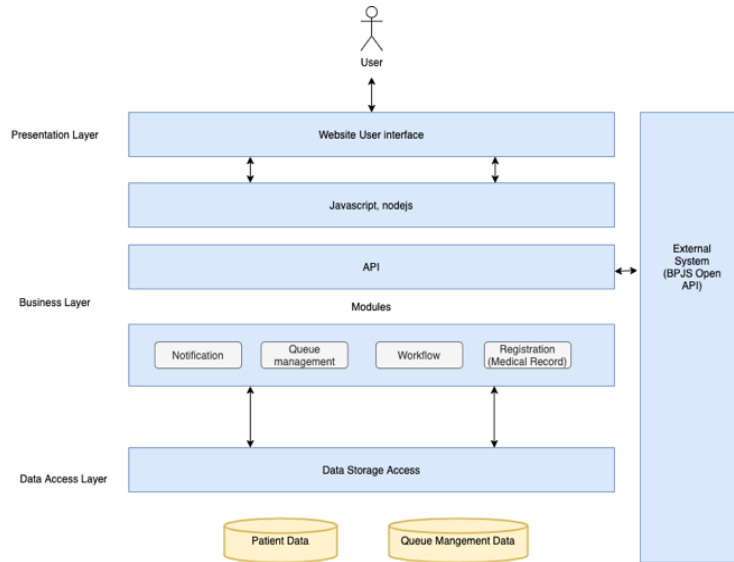 User
Presentation Layer
Website User interface
Javascript, nodejs
API
External
System
(BPJS Open
API)
Business Layer
Modules
Notification
Queue
management
Workflow
Registration
(Medical Record)
Data Storage Access
Data Access Layer
Patient Data
Queue Mangement Data